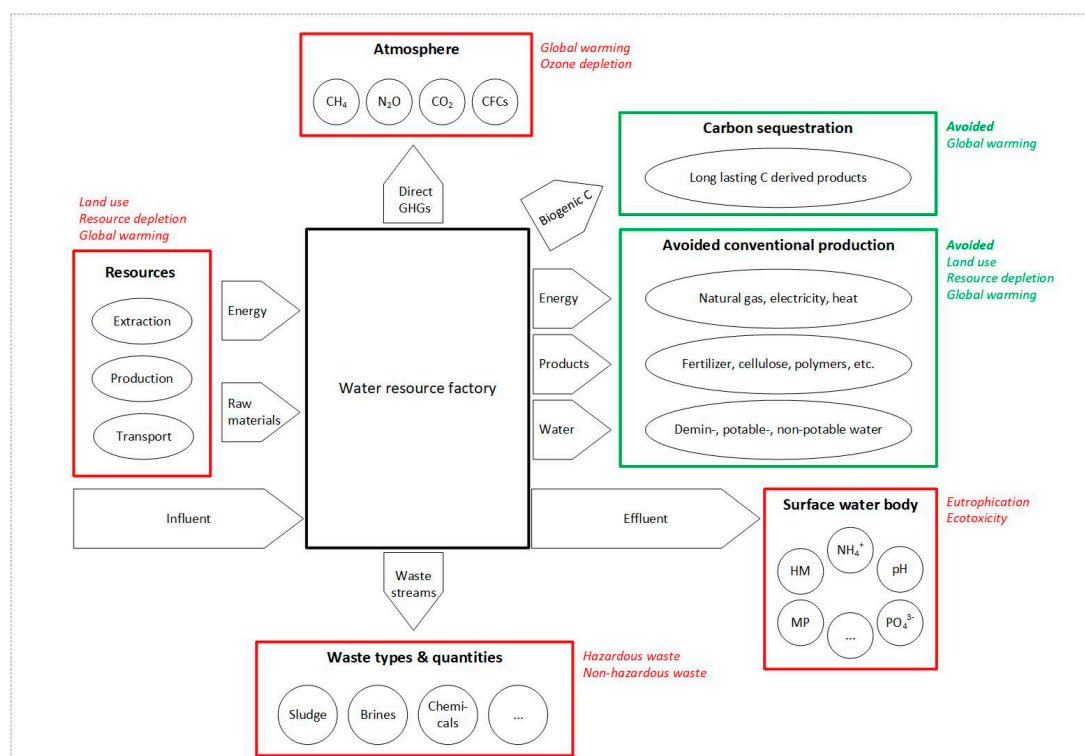 Atmosphere
CH₄
N₂O
CO₂
CFCs
Global warming
Ozone depletion
Direct
GHGs
Biogenic C
Carbon sequestration
Long lasting C derived products
Avoided
Global warming
Land use
Resource depletion
Global warming
Resources
Extraction
Production
Transport
Energy
Raw
materials
Influent
Water resource factory
Energy
Products
Water
Avoided conventional production
Natural gas, electricity, heat
Fertilizer, cellulose, polymers, etc.
Demin-, potable-, non-potable water
Avoided
Land use
Resource depletion
Global warming
Effluent
Surface water body
NH₄⁺
HM
pH
MP
PO₄³⁻
...
Eutrophication
Ecotoxicity
Waste
streams
Waste types & quantities
Sludge
Brines
Chemi-
cals
...
Hazardous waste
Non-hazardous waste